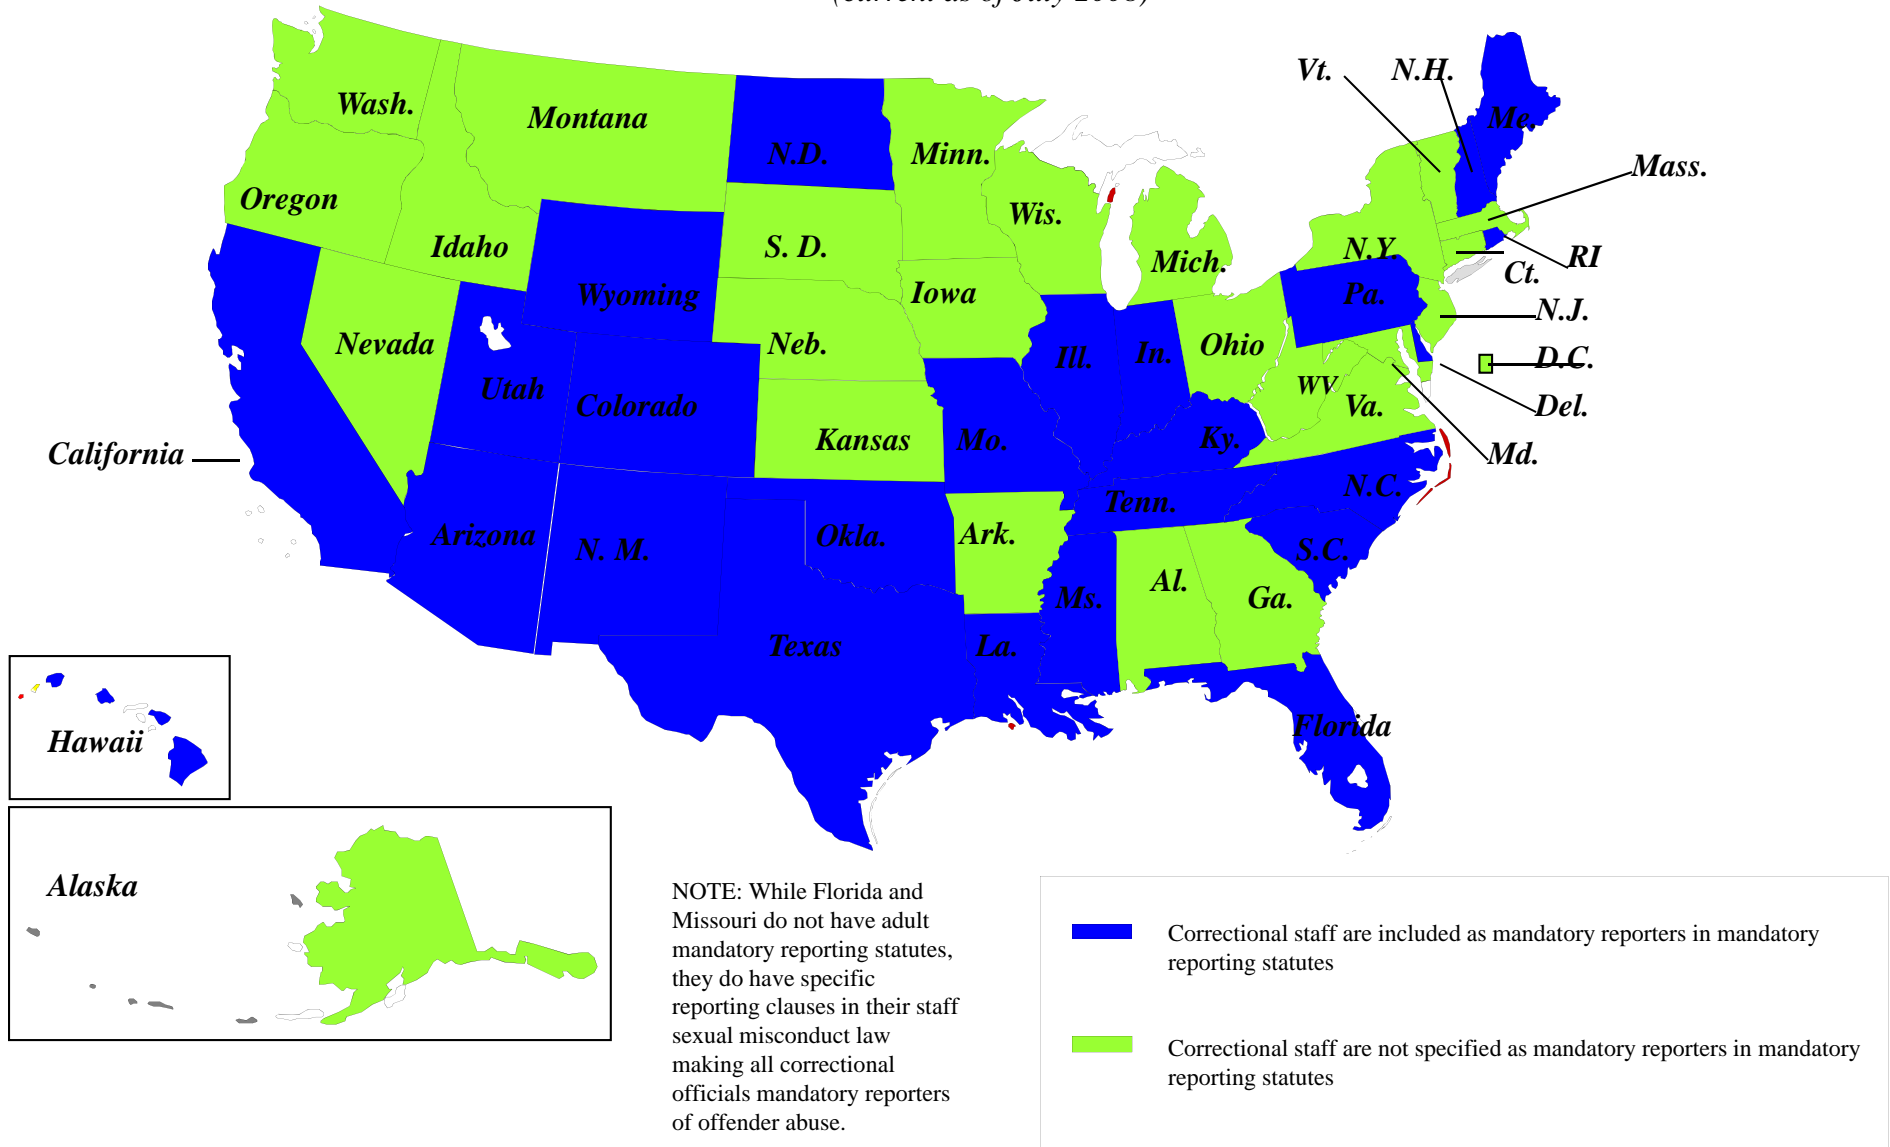 (current as of July 2008)
Vt.
N.H.
Wash.
Montana
Me.
N.D.
Minn.
Mass.
Oregon
Wis.
Idaho
S. D.
Mich.
N.Y.
RI
Ct.
Wyoming
Iowa
Pa.
N.J.
Nevada
Neb.
Ill.
In.
Ohio
D.C.
Utah
Colorado
WV
Va.
Del.
California
Kansas
Mo.
Ky.
Md.
N.C.
Tenn.
Arizona
N. M.
Okla.
Ark.
S.C.
Al.
Ms.
Ga.
Texas
La.
Florida
Hawaii
Alaska
NOTE: While Florida and
Missouri do not have adult
mandatory reporting statutes,
they do have specific
reporting clauses in their staff
sexual misconduct law
making all correctional
officials mandatory reporters
of offender abuse.
Correctional staff are included as mandatory reporters in mandatory
reporting statutes
Correctional staff are not specified as mandatory reporters in mandatory
reporting statutes